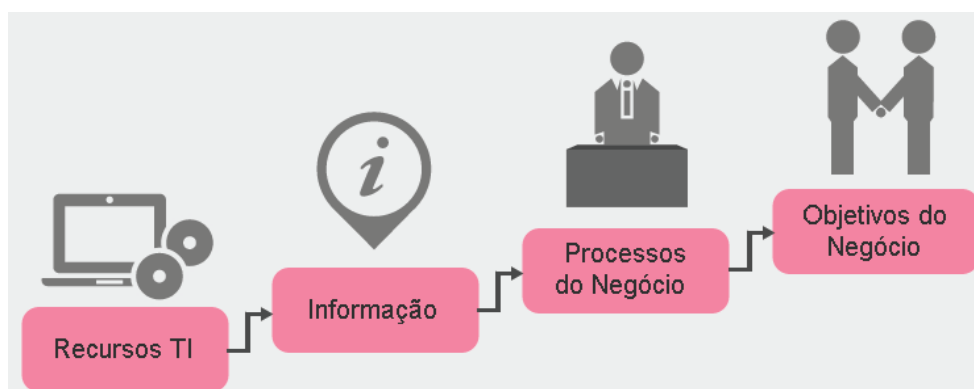 Recursos TI
Informação
Processos
do Negócio
Objetivos do
Negócio